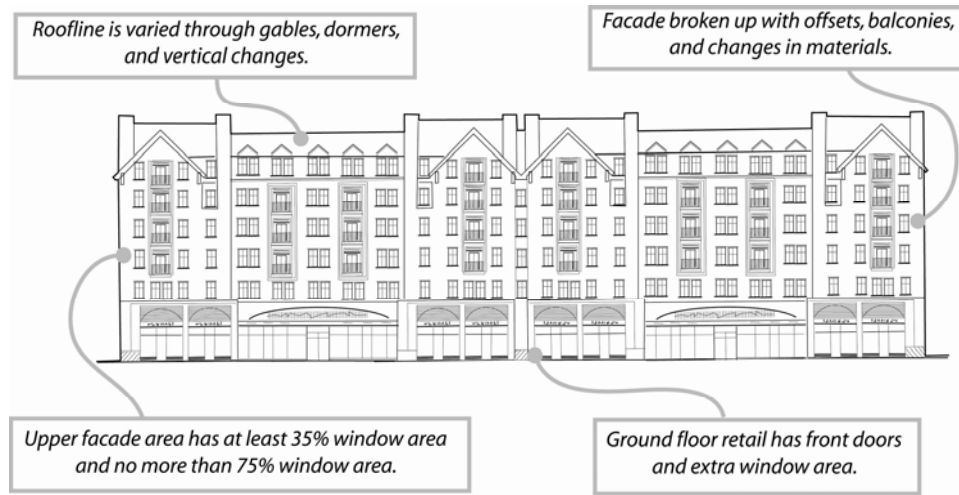 Roofline is varied through gables, dormers,
and vertical changes.
Facade broken up with offsets, balconies,
and changes in materials.
Upper facade area has at least 35% window area
and no more than 75% window area.
Ground floor retail has front doors
and extra window area.